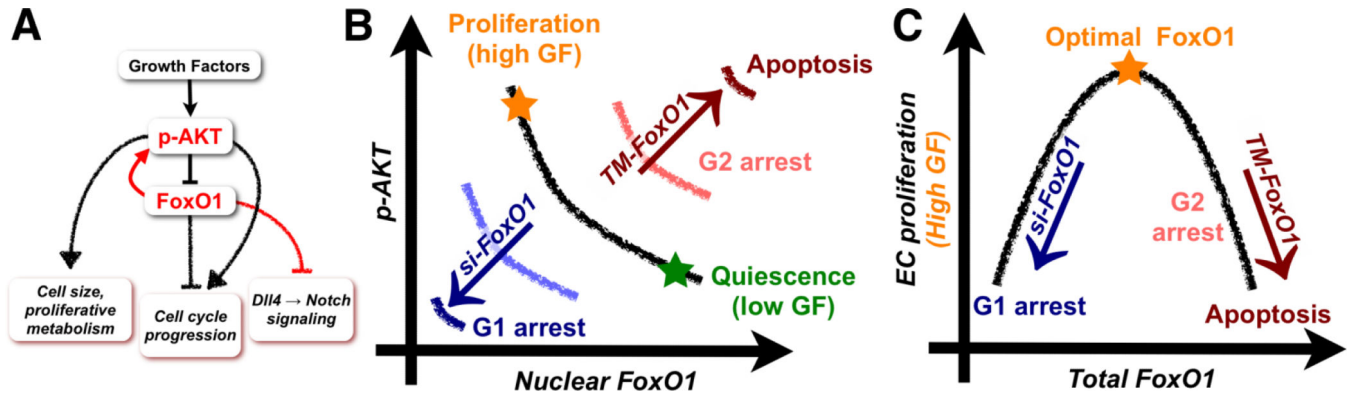 A
Growth Factors
p-AKT
FoxO1
Cell size,
proliferative
metabolism
Cell cycle
progression
Dll4 → Notch
signaling
B
p-AKT
Nuclear FoxO1
Proliferation
(high GF)
Apoptosis
TM-FoxO1
G2 arrest
si-FoxO1
G1 arrest
Quiescence
(low GF)
C
EC proliferation
(High GF)
Total FoxO1
Optimal FoxO1
si-FoxO1
G1 arrest
G2
arrest
TM-FoxO1
Apoptosis